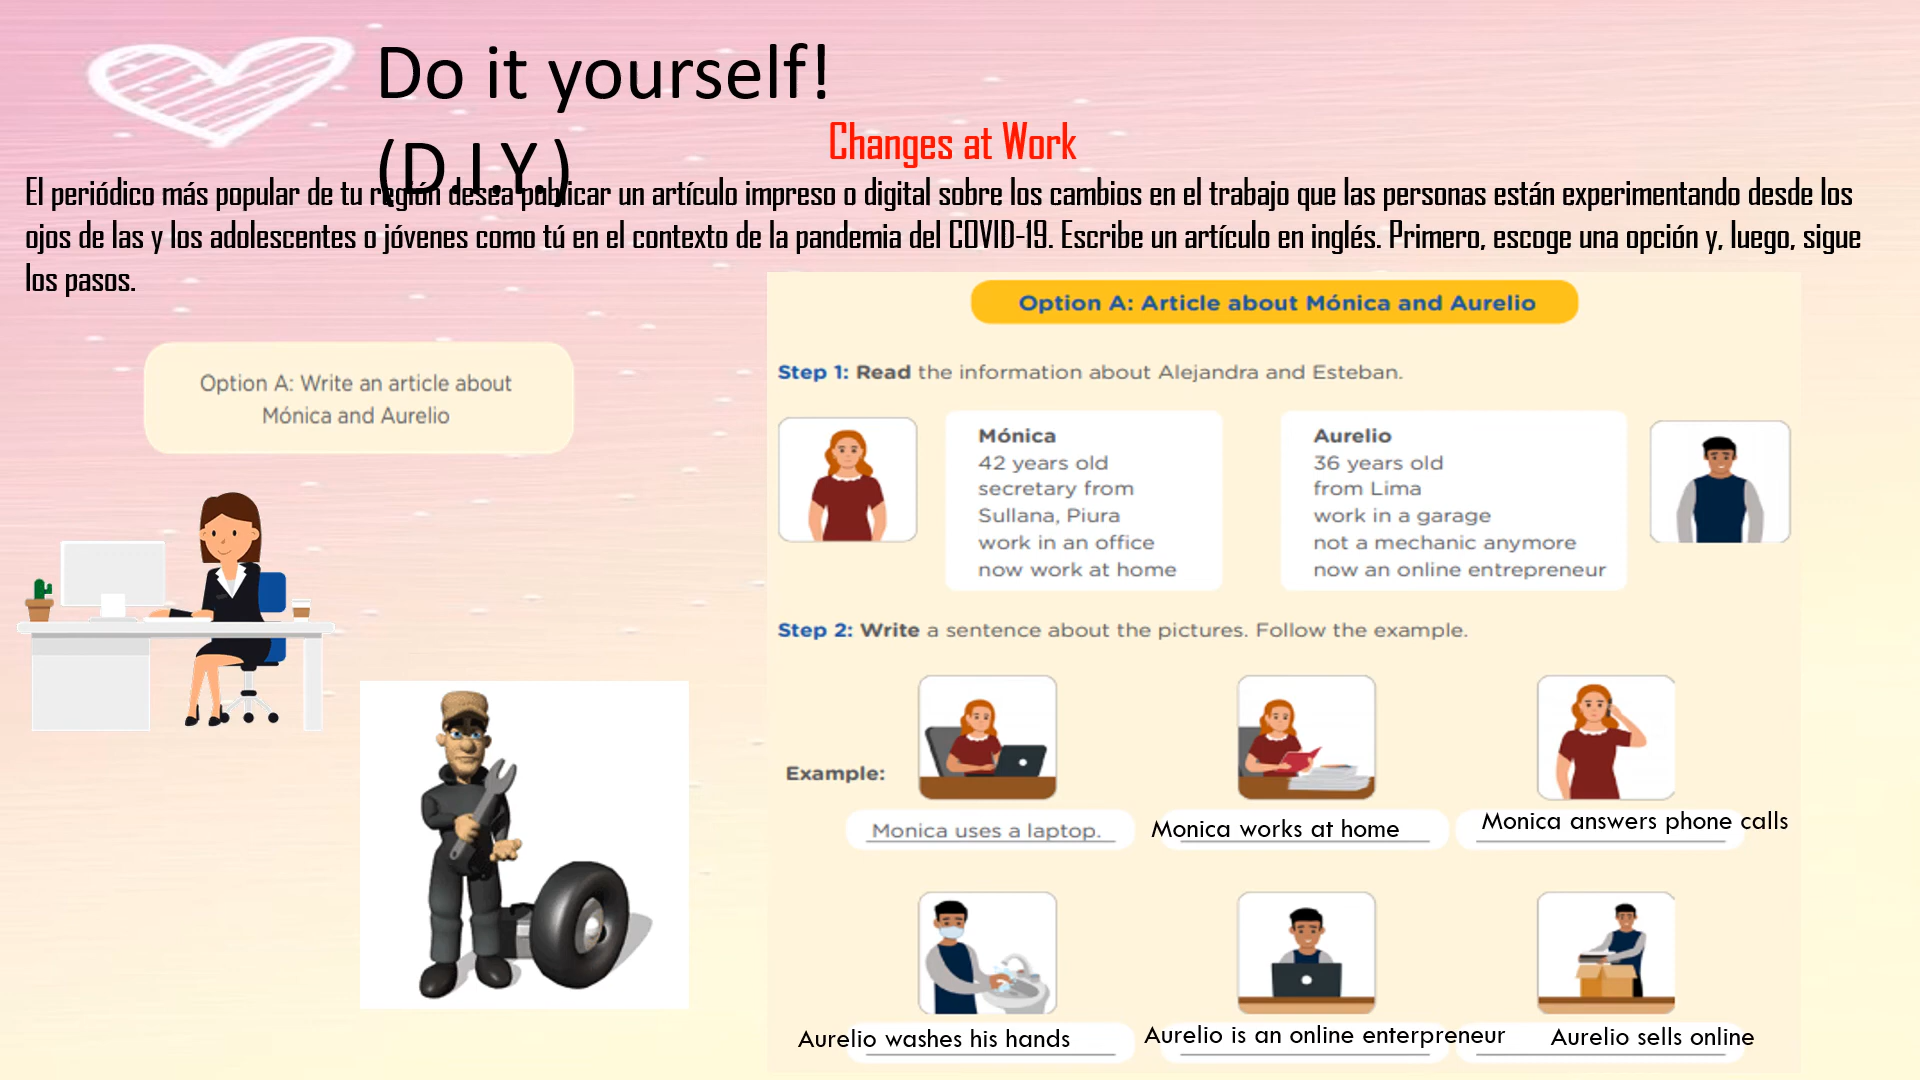 Do it yourself!
(D.I.Y.)
Changes at Work
El periódico más popular de tu región desea publicar un artículo impreso o digital sobre los cambios en el trabajo que las personas están experimentando desde los
ojos de las y los adolescentes o jóvenes como tú en el contexto de la pandemia del COVID-19. Escribe un artículo en inglés. Primero, escoge una opción y, luego, sigue
los pasos.
Option A: Write an article about
Mónica and Aurelio
Option A: Article about Mónica and Aurelio
Step 1: Read the information about Alejandra and Esteban.
Mónica
42 years old
secretary from
Sullana, Piura
work in an office
now work at home
Aurelio
36 years old
from Lima
work in a garage
not a mechanic anymore
now an online entrepreneur
Step 2: Write a sentence about the pictures. Follow the example.
Example:
Monica uses a laptop.
Monica works at home
Monica answers phone calls
Aurelio washes his hands
Aurelio is an online enterpreneur
Aurelio sells online